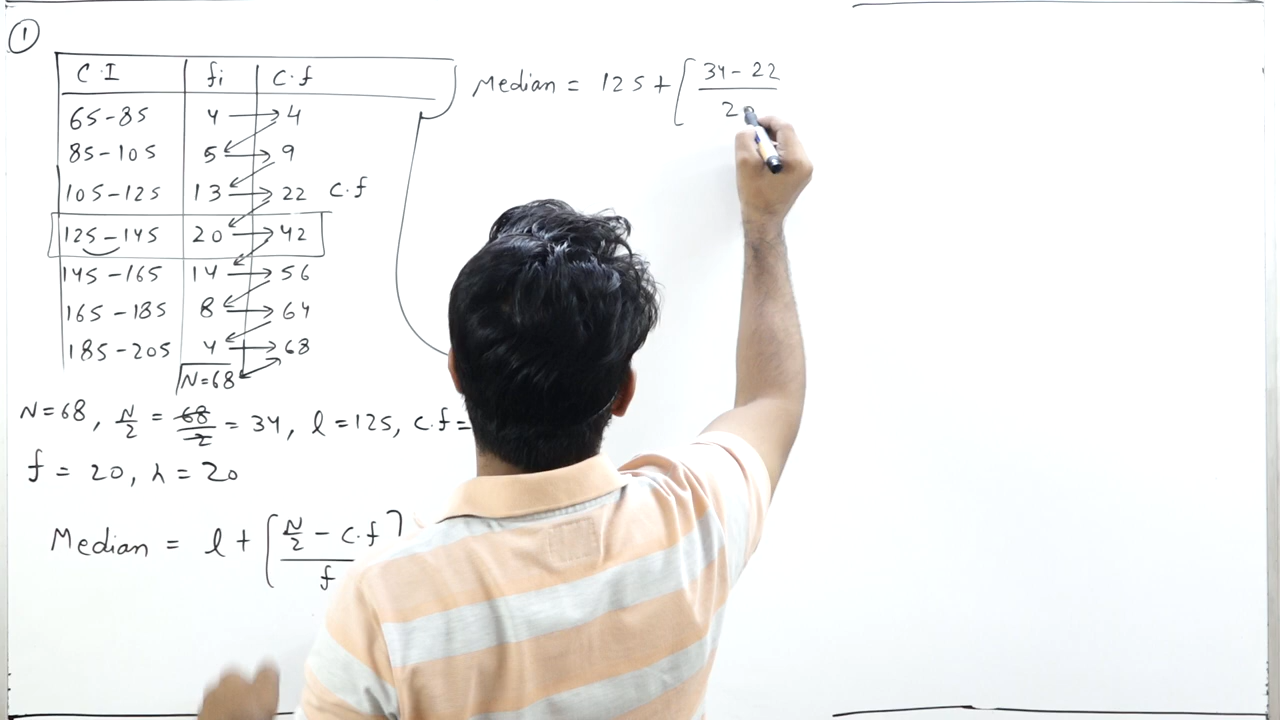 1
C.I fi C.f
65-85 4 4
85-105 5 9
105-125 13 22 C.f
125-145 20 42
145-165 14 56
165-185 8 64
185-205 4 68
N=68
N=68, N/2 = 68/2 = 34, l=125, C.f=
f = 20, h = 20
Median = l + [N/2 - C.f / f
Median = 125 + [34-22 / 20